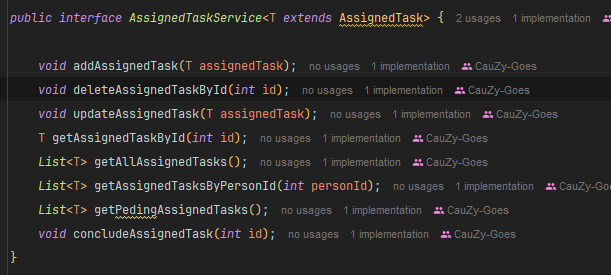 public interface AssignedTaskService<T extends AssignedTask> { 2 usages 1 implementation
void addAssignedTask(T assignedTask); no usages 1 implementation CauZy-Goes
void deleteAssignedTaskById(int id); no usages 1 implementation CauZy-Goes
void updateAssignedTask(T assignedTask); no usages 1 implementation CauZy-Goes
T getAssignedTaskById(int id); no usages 1 implementation CauZy-Goes
List<T> getAllAssignedTasks(); no usages 1 implementation CauZy-Goes
List<T> getAssignedTasksByPersonId(int personId); no usages 1 implementation CauZy-Goes
List<T> getPedingAssignedTasks(); no usages 1 implementation CauZy-Goes
void concludeAssignedTask(int id); no usages 1 implementation CauZy-Goes
}